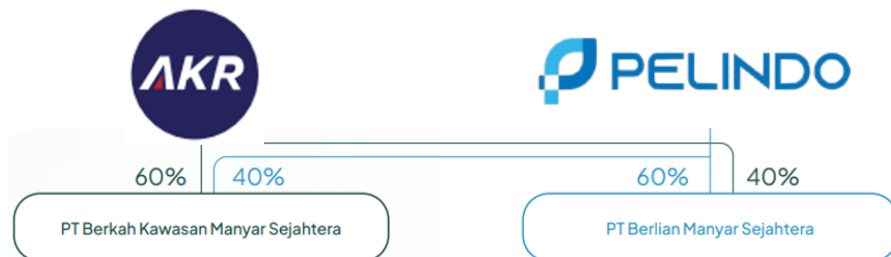 AKR
PELINDO
60% 40%
60% 40%
PT Berkah Kawasan Manyar Sejahtera
PT Berlian Manyar Sejahtera